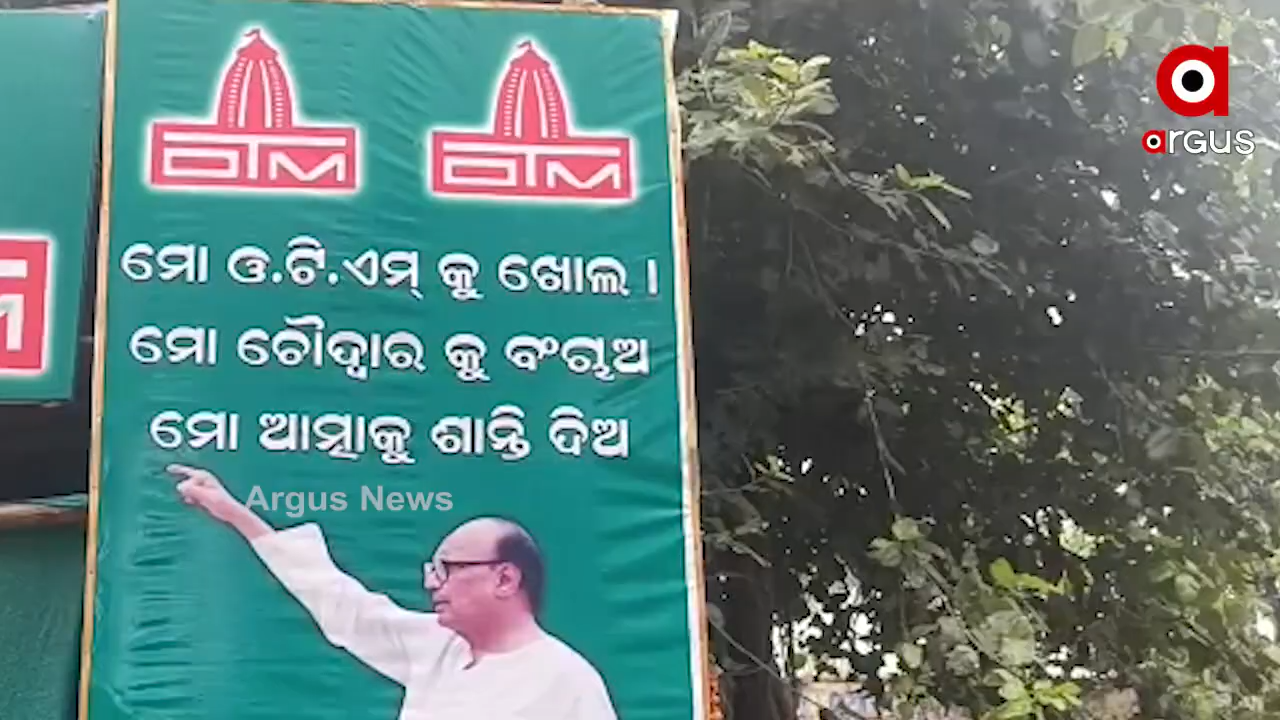 OTM OTM
ମୋ ଓ.ଟି.ଏମ୍ କୁ ଖୋଲ ।
ମୋ ଚୌଦ୍ୱାର କୁ ବଂଚାଅ
ମୋ ଆତ୍ମାକୁ ଶାନ୍ତି ଦିଅ
Argus News
argus